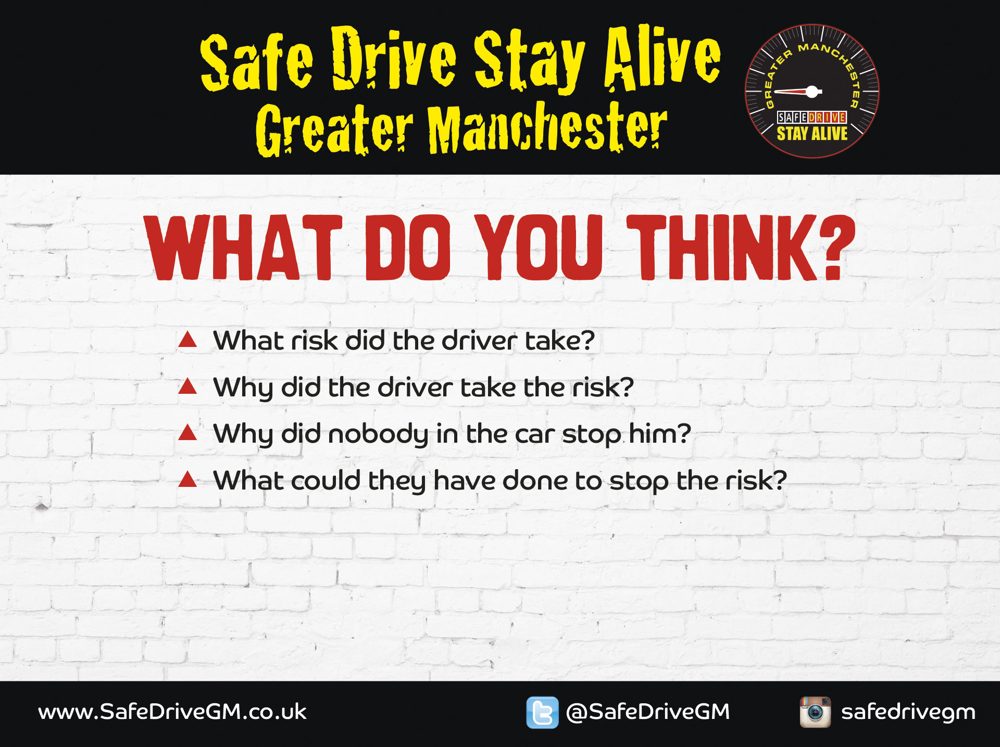 Safe Drive Stay Alive
Greater Manchester
GREATER MANCHESTER
SAFEDRIVE
STAY ALIVE
WHAT DO YOU THINK?
What risk did the driver take?
Why did the driver take the risk?
Why did nobody in the car stop him?
What could they have done to stop the risk?
www.SafeDriveGM.co.uk
@SafeDriveGM
safedrivegm